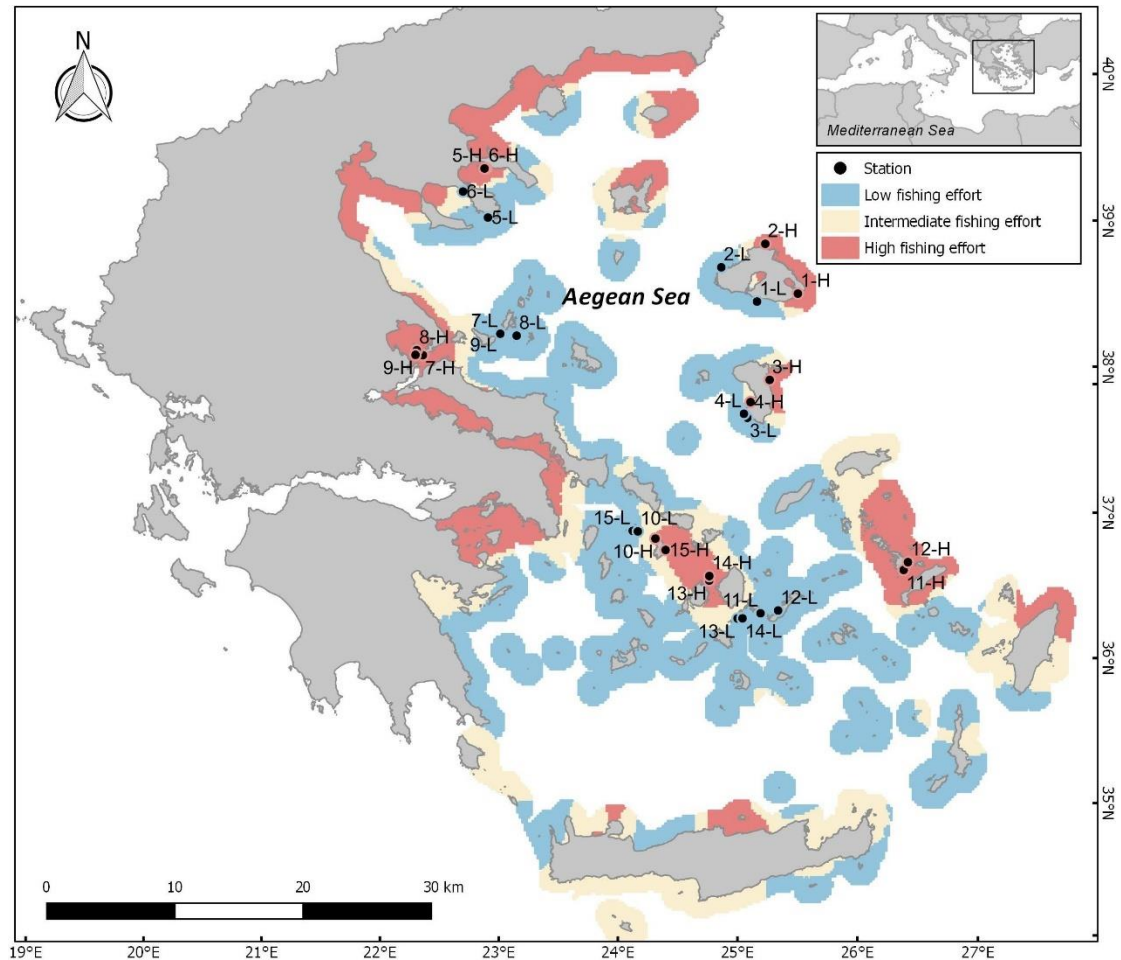 N
Mediterranean Sea
Station
Low fishing effort
Intermediate fishing effort
High fishing effort
40°N
39°N
38°N
37°N
36°N
35°N
5-H 6-H
6-L
5-L
2-H
2-L
1-H
1-L
Aegean Sea
7-L
8-L
9-L
8-H
9-H
7-H
3-H
4-L
4-H
3-L
15-L
10-L
10-H
15-H
12-H
14-H
11-H
13-H
11-L
12-L
13-L
14-L
0
10
20
30 km
19°E
20°E
21°E
22°E
23°E
24°E
25°E
26°E
27°E